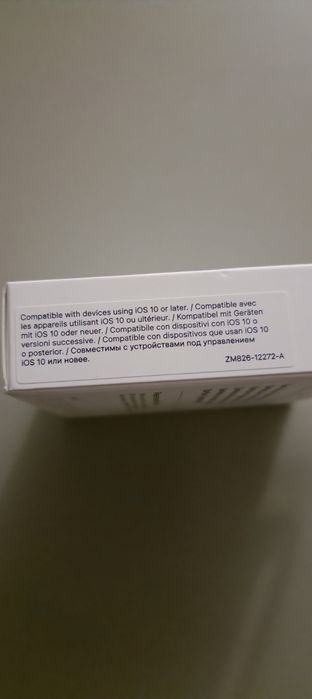 Compatible with devices using iOS 10 or later. / Compatible avec
les appareils utilisant iOS 10 ou ultérieur. / Kompatibel mit Geräten
mit iOS 10 oder neuer. / Compatibile con dispositivi con iOS 10 o
versioni successive. / Compatible con dispositivos que usan iOS 10
o posterior. / Совместимы с устройствами под управлением
iOS 10 или новее.
ZM826-12272-A